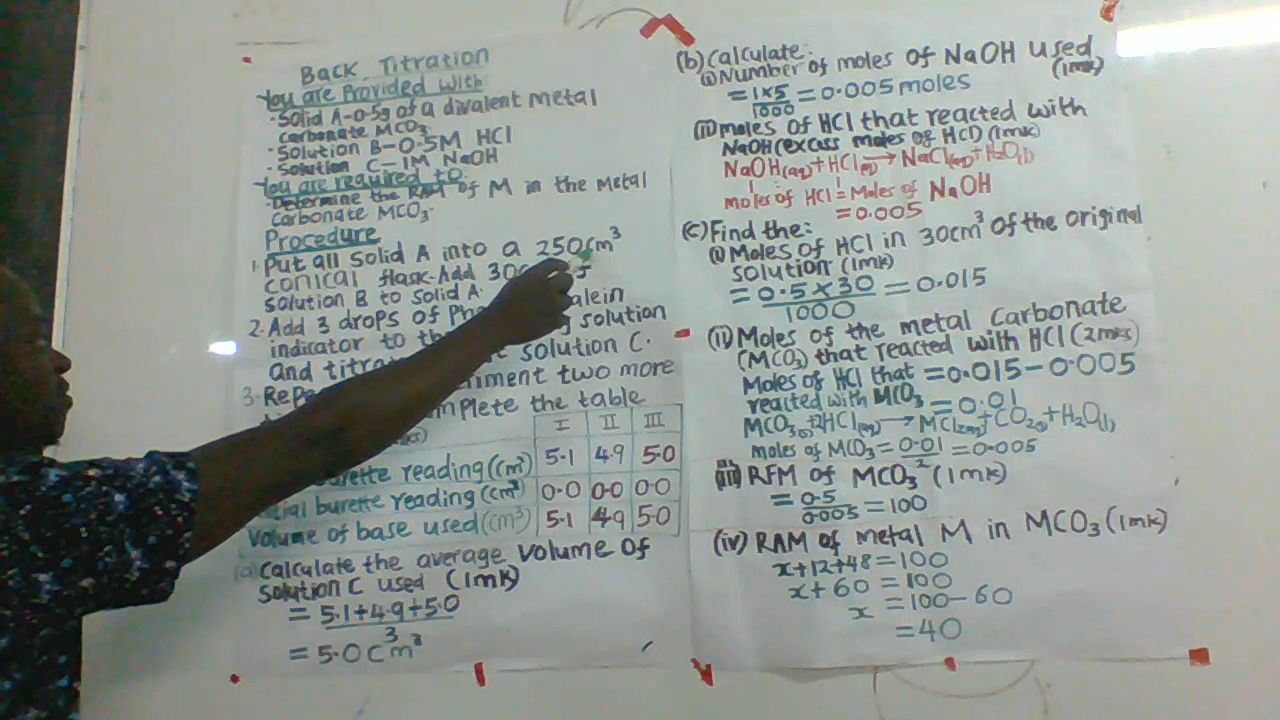 Back Titration
You are Provided with
• Solid A-0.5g of a divalent metal
carbonate MCO₃
• Solution B-0.5M HCl
• Solution C-1M NaOH
You are required to:
Determine the RAM of M in the Metal
Carbonate MCO₃.
Procedure
1. Put all Solid A into a 250cm³
conical flask. Add 30
solution B to Solid A.
2. Add 3 drops of
indicator to solution
and solution C.
3. two more
complete the table
I II III
burette reading (cm³) 5.1 4.9 5.0
burette reading (cm³) 0.0 0.0 0.0
Volume of base used (cm³) 5.1 4.9 5.0
(a) Calculate the average Volume of
Solution C used (1mk)
= 5.1+4.9+5.0
3
= 5.0cm³
(b) Calculate:
(i) Number of moles of NaOH used
(1mk)
= 1x5 = 0.005 moles
1000
(ii) moles of HCl that reacted with
NaOH (excess moles of HCl) (1mk)
NaOH(aq) + HCl(aq) → NaCl(aq) + H₂O(l)
1 : 1
moles of HCl = Moles of NaOH
= 0.005
(c) Find the:
(i) Moles of HCl in 30cm³ of the original
solution (1mk)
= 0.5 x 30 = 0.015
1000
(ii) Moles of the metal Carbonate
(MCO₃) that reacted with HCl (2mks)
Moles of HCl that = 0.015 - 0.005
reacted with MCO₃ = 0.01
MCO₃(s) + 2HCl(aq) → MCl₂(aq) + CO₂(g) + H₂O(l)
moles of MCO₃ = 0.01 = 0.005
2
(iii) RFM of MCO₃ (1mk)
= 0.5 = 100
0.005
(iv) RAM of metal M in MCO₃ (1mk)
x+12+48 = 100
x + 60 = 100
x = 100 - 60
= 40